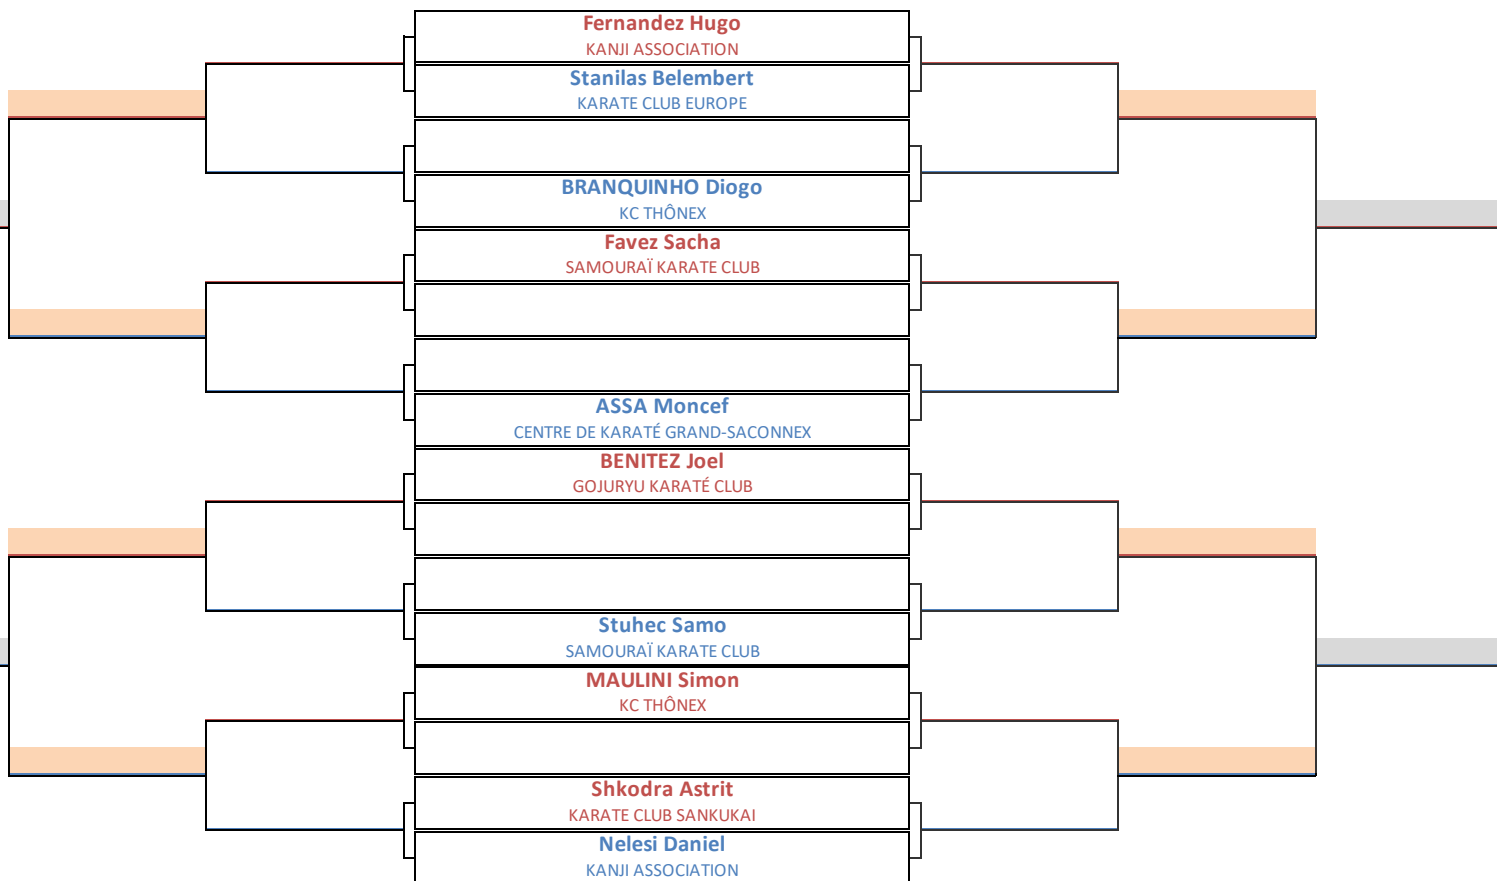 Fernandez Hugo
KANJI ASSOCIATION
Stanilas Belembert
KARATE CLUB EUROPE
BRANQUINHO Diogo
KC THÔNEX
Favez Sacha
SAMOURAÏ KARATE CLUB
ASSA Moncef
CENTRE DE KARATÉ GRAND-SACONNEX
BENITEZ Joel
GOJURYU KARATÉ CLUB
Stuhec Samo
SAMOURAÏ KARATE CLUB
MAULINI Simon
KC THÔNEX
Shkodra Astrit
KARATE CLUB SANKUKAI
Nelesi Daniel
KANJI ASSOCIATION